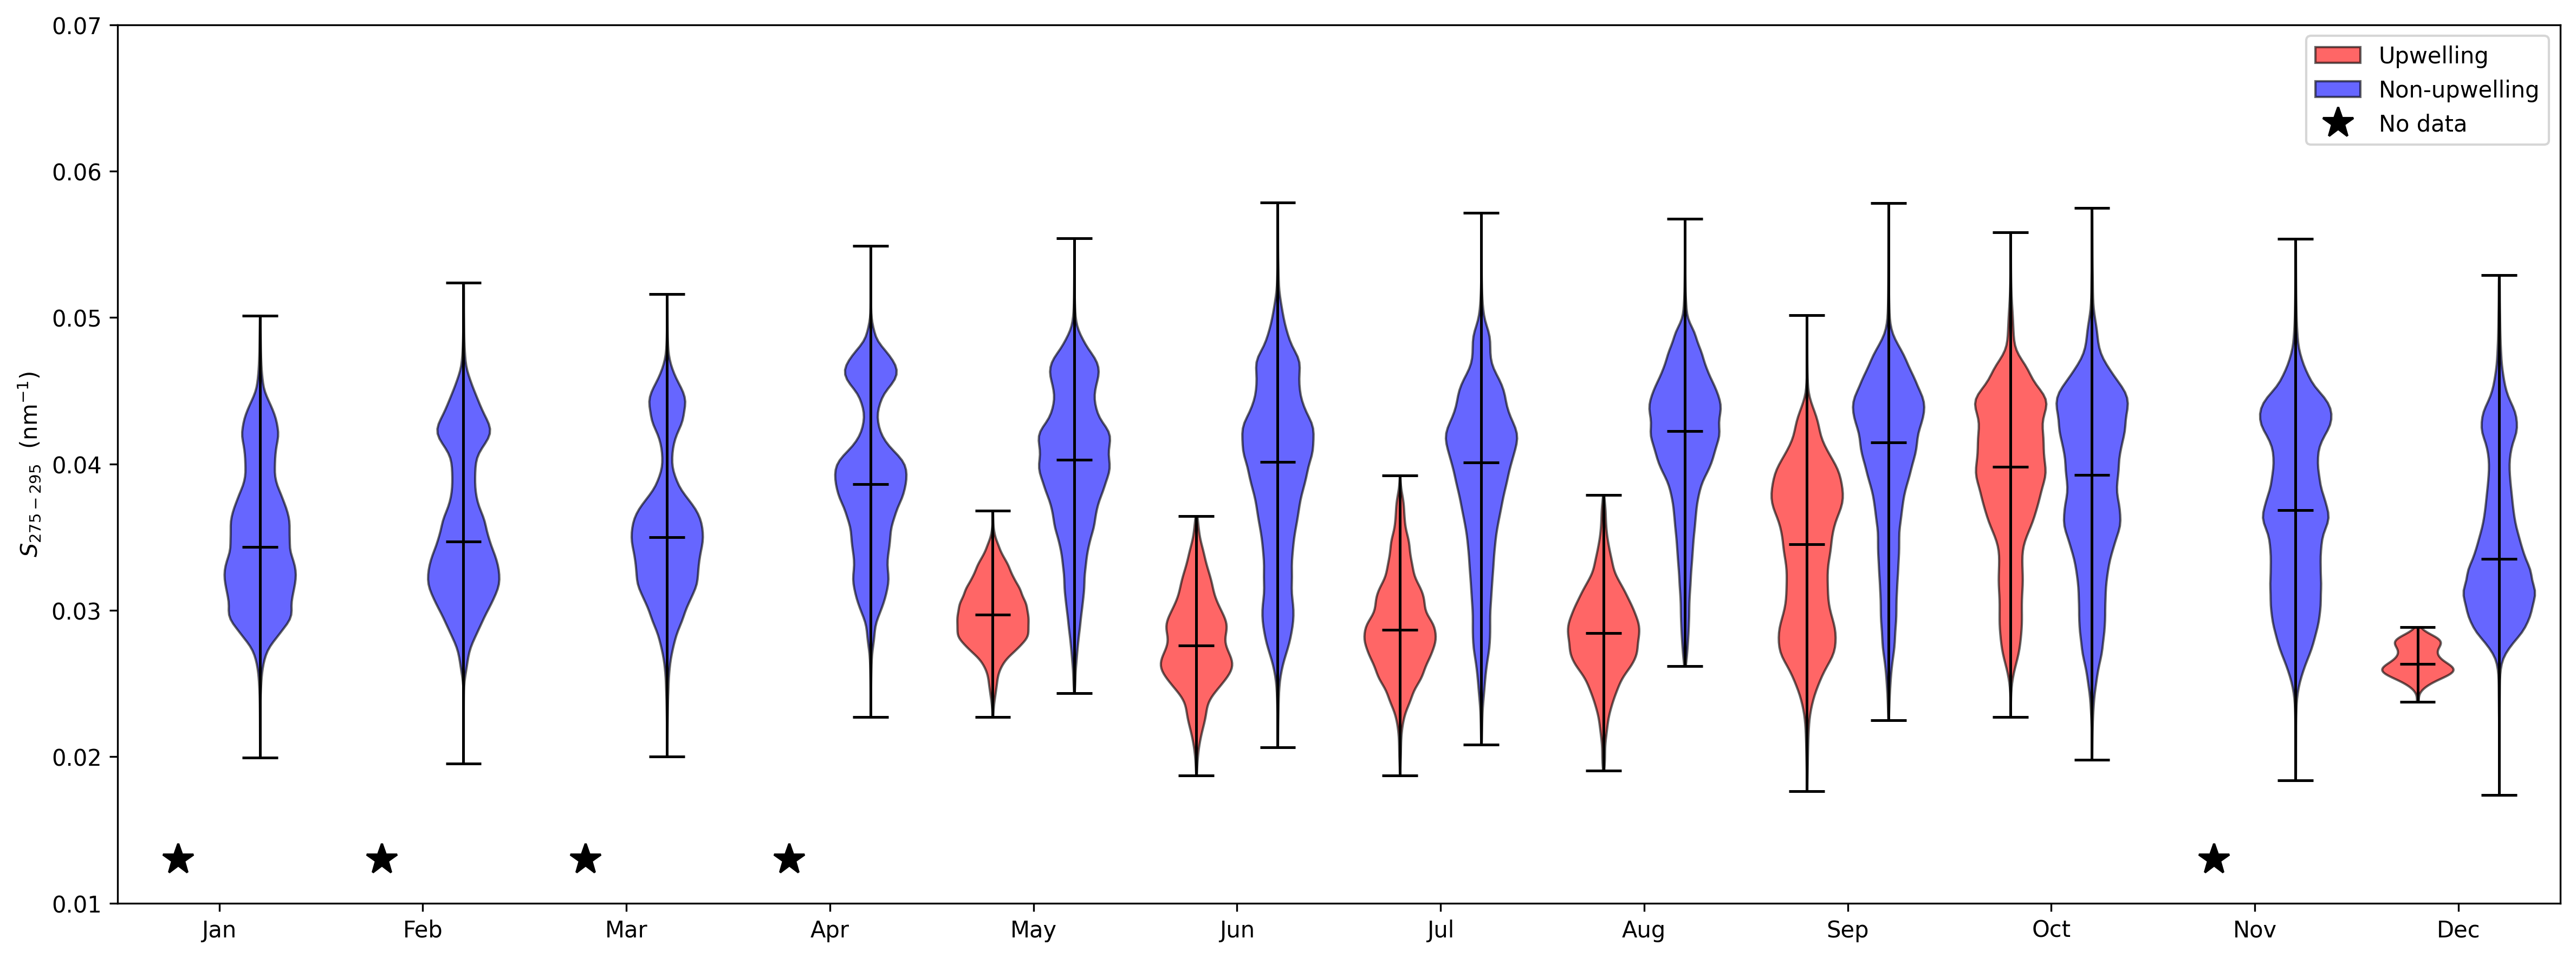 0.07
0.06
0.05
0.04
0.03
0.02
0.01
S275−295 (nm−1)
Upwelling
Non-upwelling
No data
Jan Feb Mar Apr May Jun Jul Aug Sep Oct Nov Dec